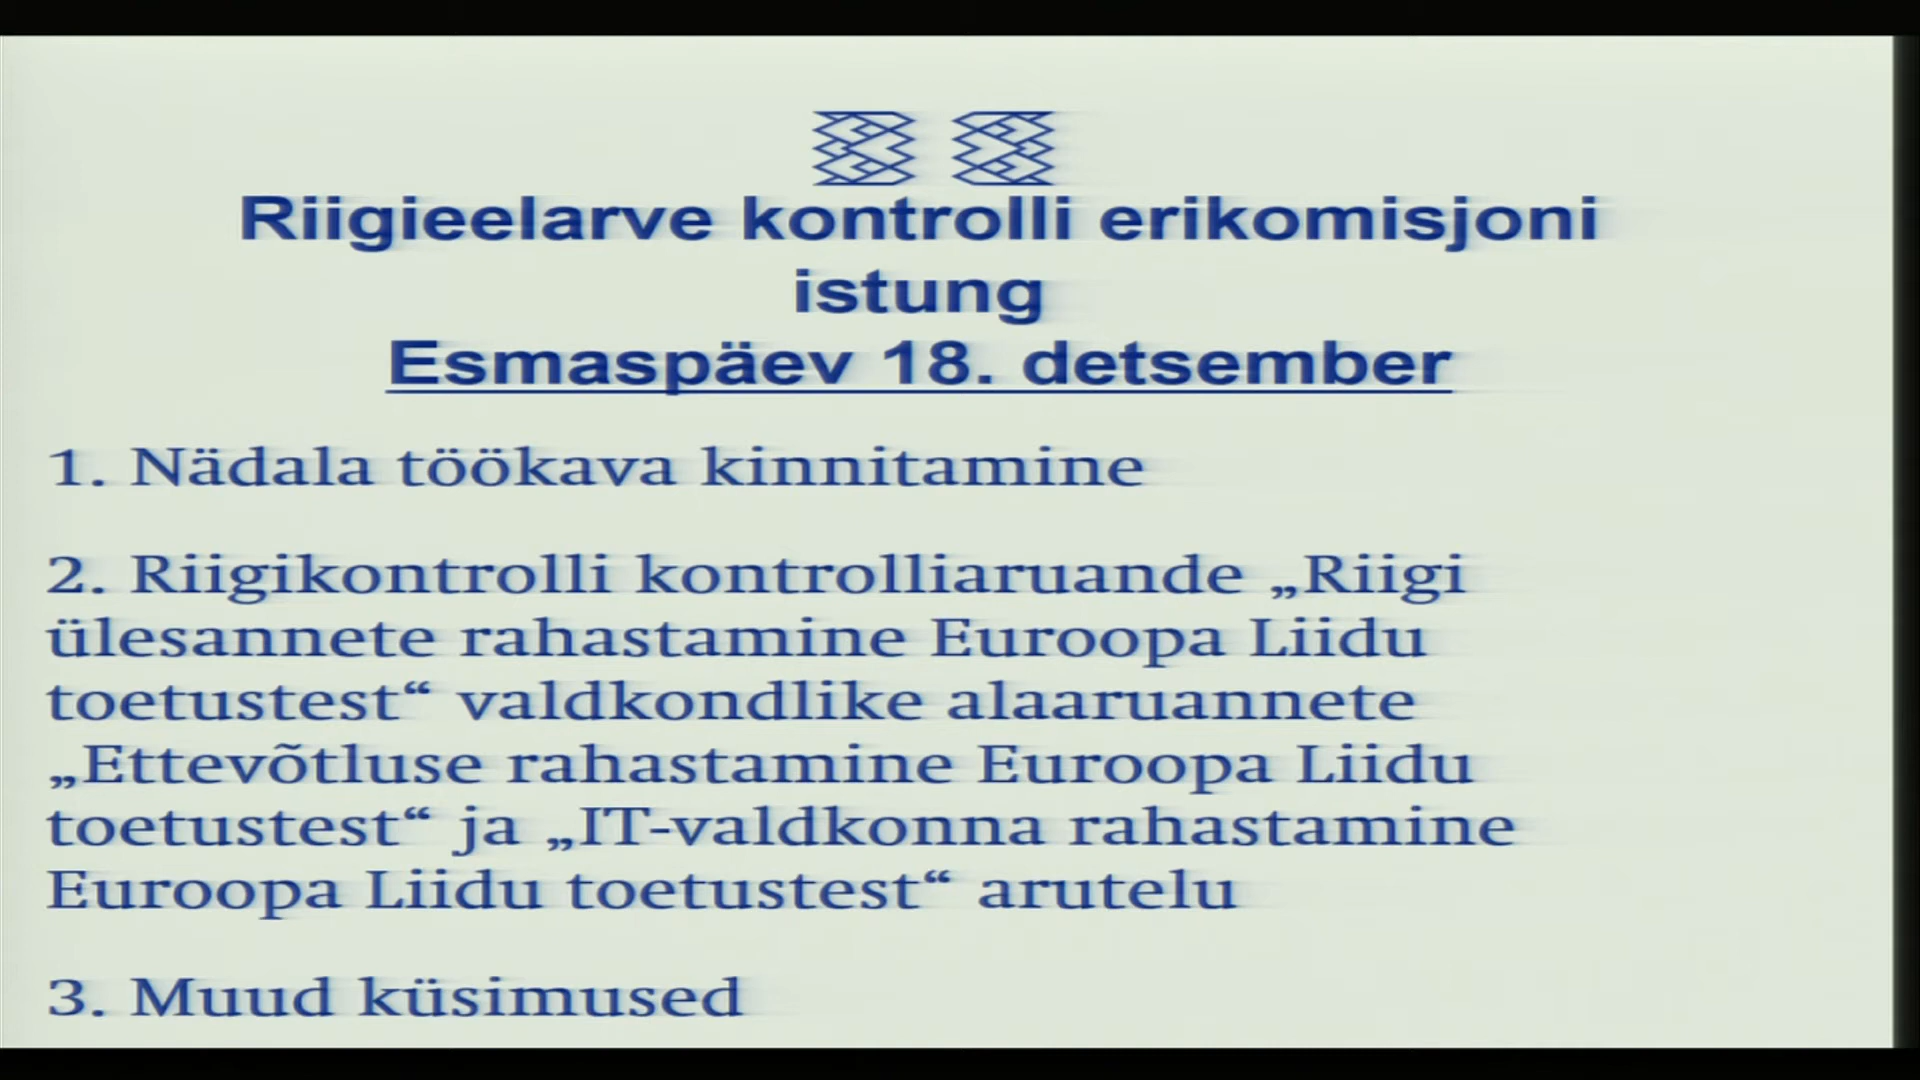 Riigieelarve kontrolli erikomisjoni
istung
Esmaspäev 18. detsember
1. Nädala töökava kinnitamine
2. Riigikontrolli kontrolliaruande „Riigi
ülesannete rahastamine Euroopa Liidu
toetustest“ valdkondlike alaaruannete
„Ettevõtluse rahastamine Euroopa Liidu
toetustest“ ja „IT-valdkonna rahastamine
Euroopa Liidu toetustest“ arutelu
3. Muud küsimused